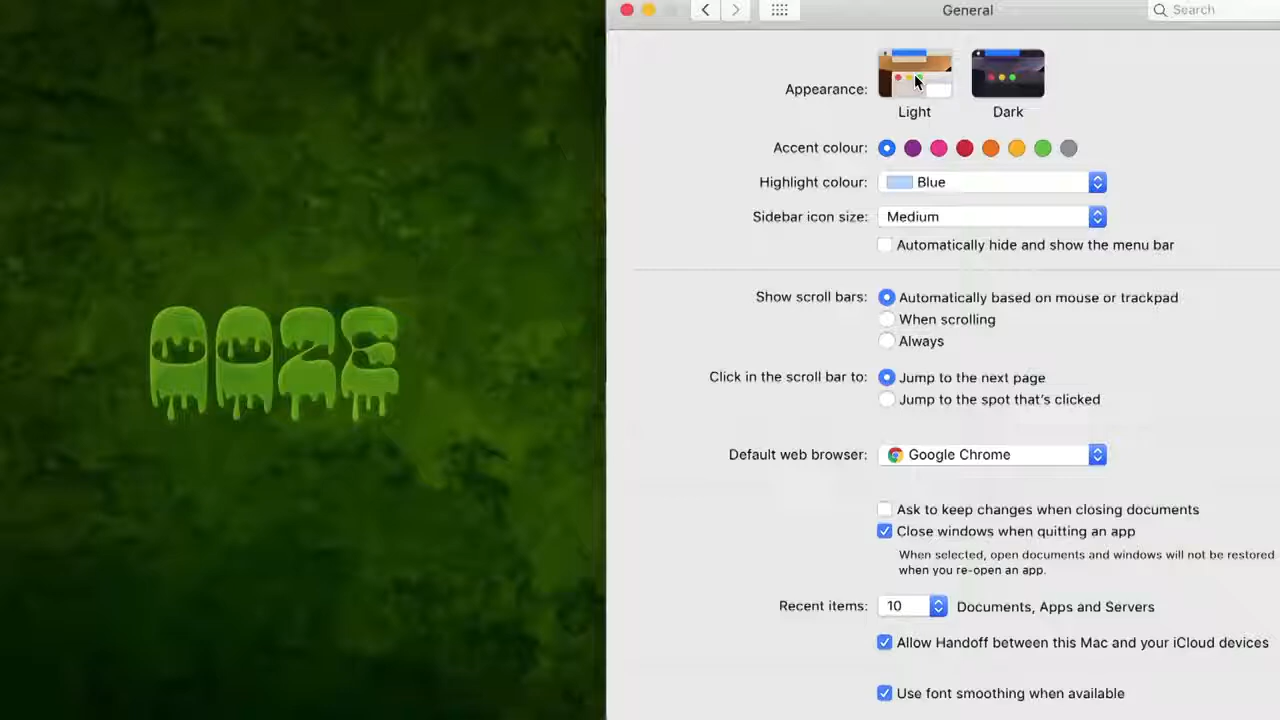 OOZE
General
Search
Appearance:
Light
Dark
Accent colour:
Highlight colour:
Blue
Sidebar icon size:
Medium
Automatically hide and show the menu bar
Show scroll bars:
Automatically based on mouse or trackpad
When scrolling
Always
Click in the scroll bar to:
Jump to the next page
Jump to the spot that's clicked
Default web browser:
Google Chrome
Ask to keep changes when closing documents
Close windows when quitting an app
When selected, open documents and windows will not be restored
when you re-open an app.
Recent items:
10
Documents, Apps and Servers
Allow Handoff between this Mac and your iCloud devices
Use font smoothing when available